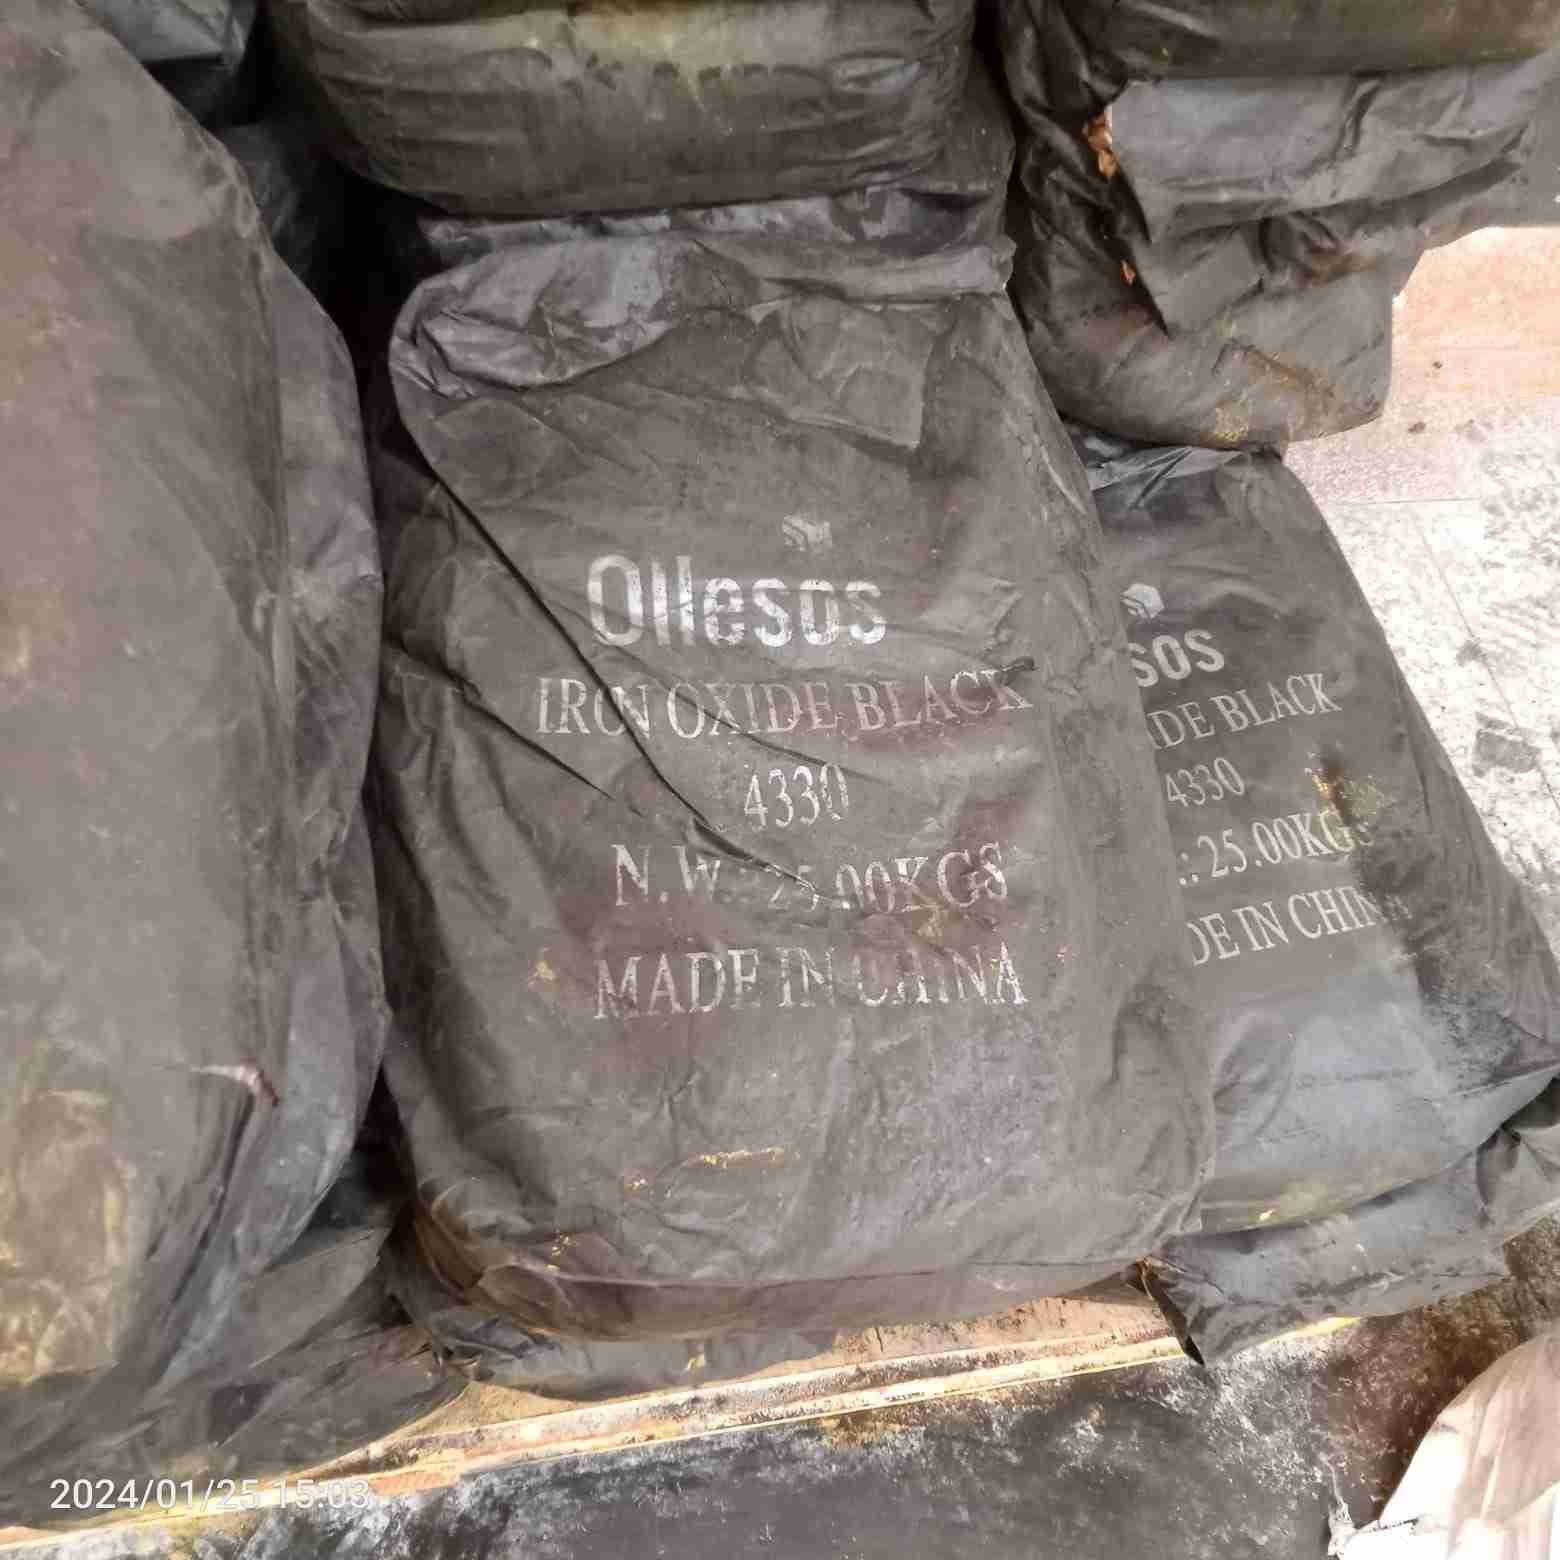 Ollesos
IRON OXIDE BLACK
4330
N.W.: 25.00KGS
MADE IN CHINA
SOS
IDE BLACK
4330
.: 25.00KGS
DE IN CHINA
2024/01/25 15:03